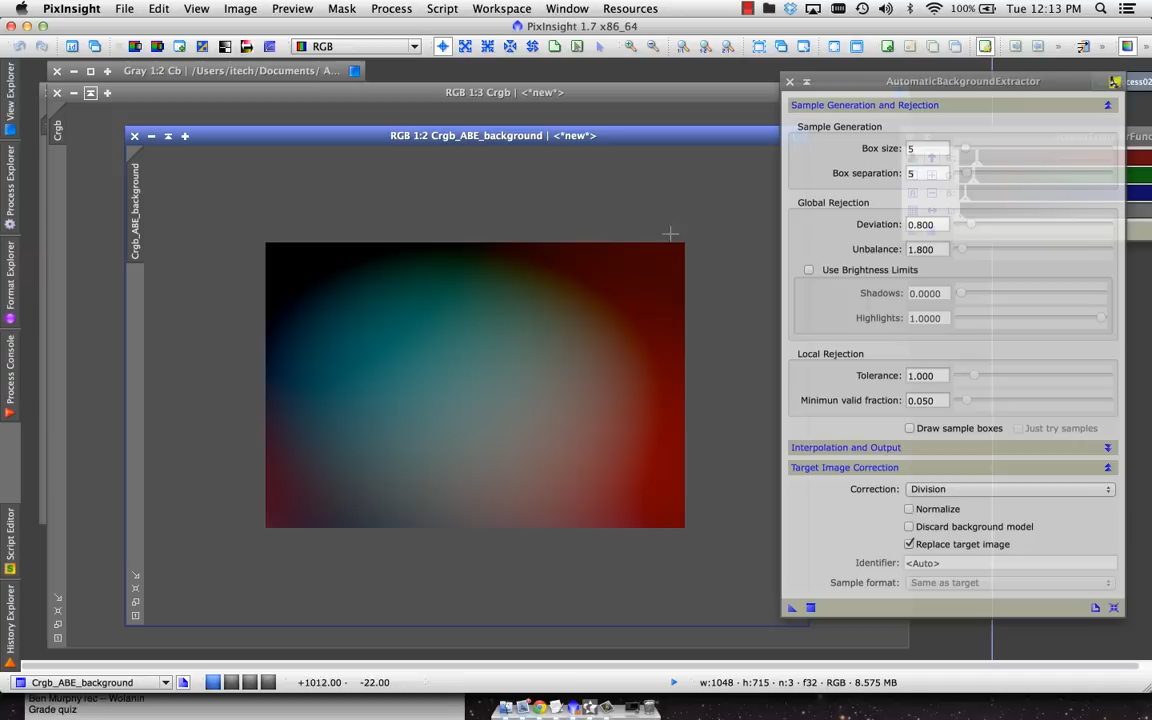 PixInsight File Edit View Image Preview Mask Process Script Workspace Window Resources 100% Tue 12:13 PM
PixInsight 1.7 x86_64
RGB
Gray 1:2 Cb | /Users/itech/Documents/ A...
RGB 1:3 Crgb | <*new*>
RGB 1:2 Crgb_ABE_background | <*new*>
View Explorer
Process Explorer
Format Explorer
Process Console
Script Editor
History Explorer
Crgb
Crgb_ABE_background
AutomaticBackgroundExtractor
Sample Generation and Rejection
Sample Generation
Box size: 5
Box separation: 5
Global Rejection
Deviation: 0.800
Unbalance: 1.800
Use Brightness Limits
Shadows: 0.0000
Highlights: 1.0000
Local Rejection
Tolerance: 1.000
Minimun valid fraction: 0.050
Draw sample boxes Just try samples
Interpolation and Output
Target Image Correction
Correction: Division
Normalize
Discard background model
Replace target image
Identifier: <Auto>
Sample format: Same as target
Crgb_ABE_background +1012.00 -22.00 w:1048 · h:715 · n:3 · f32 · RGB · 8.575 MB
Ben Murphy rec – Wolanin
Grade quiz